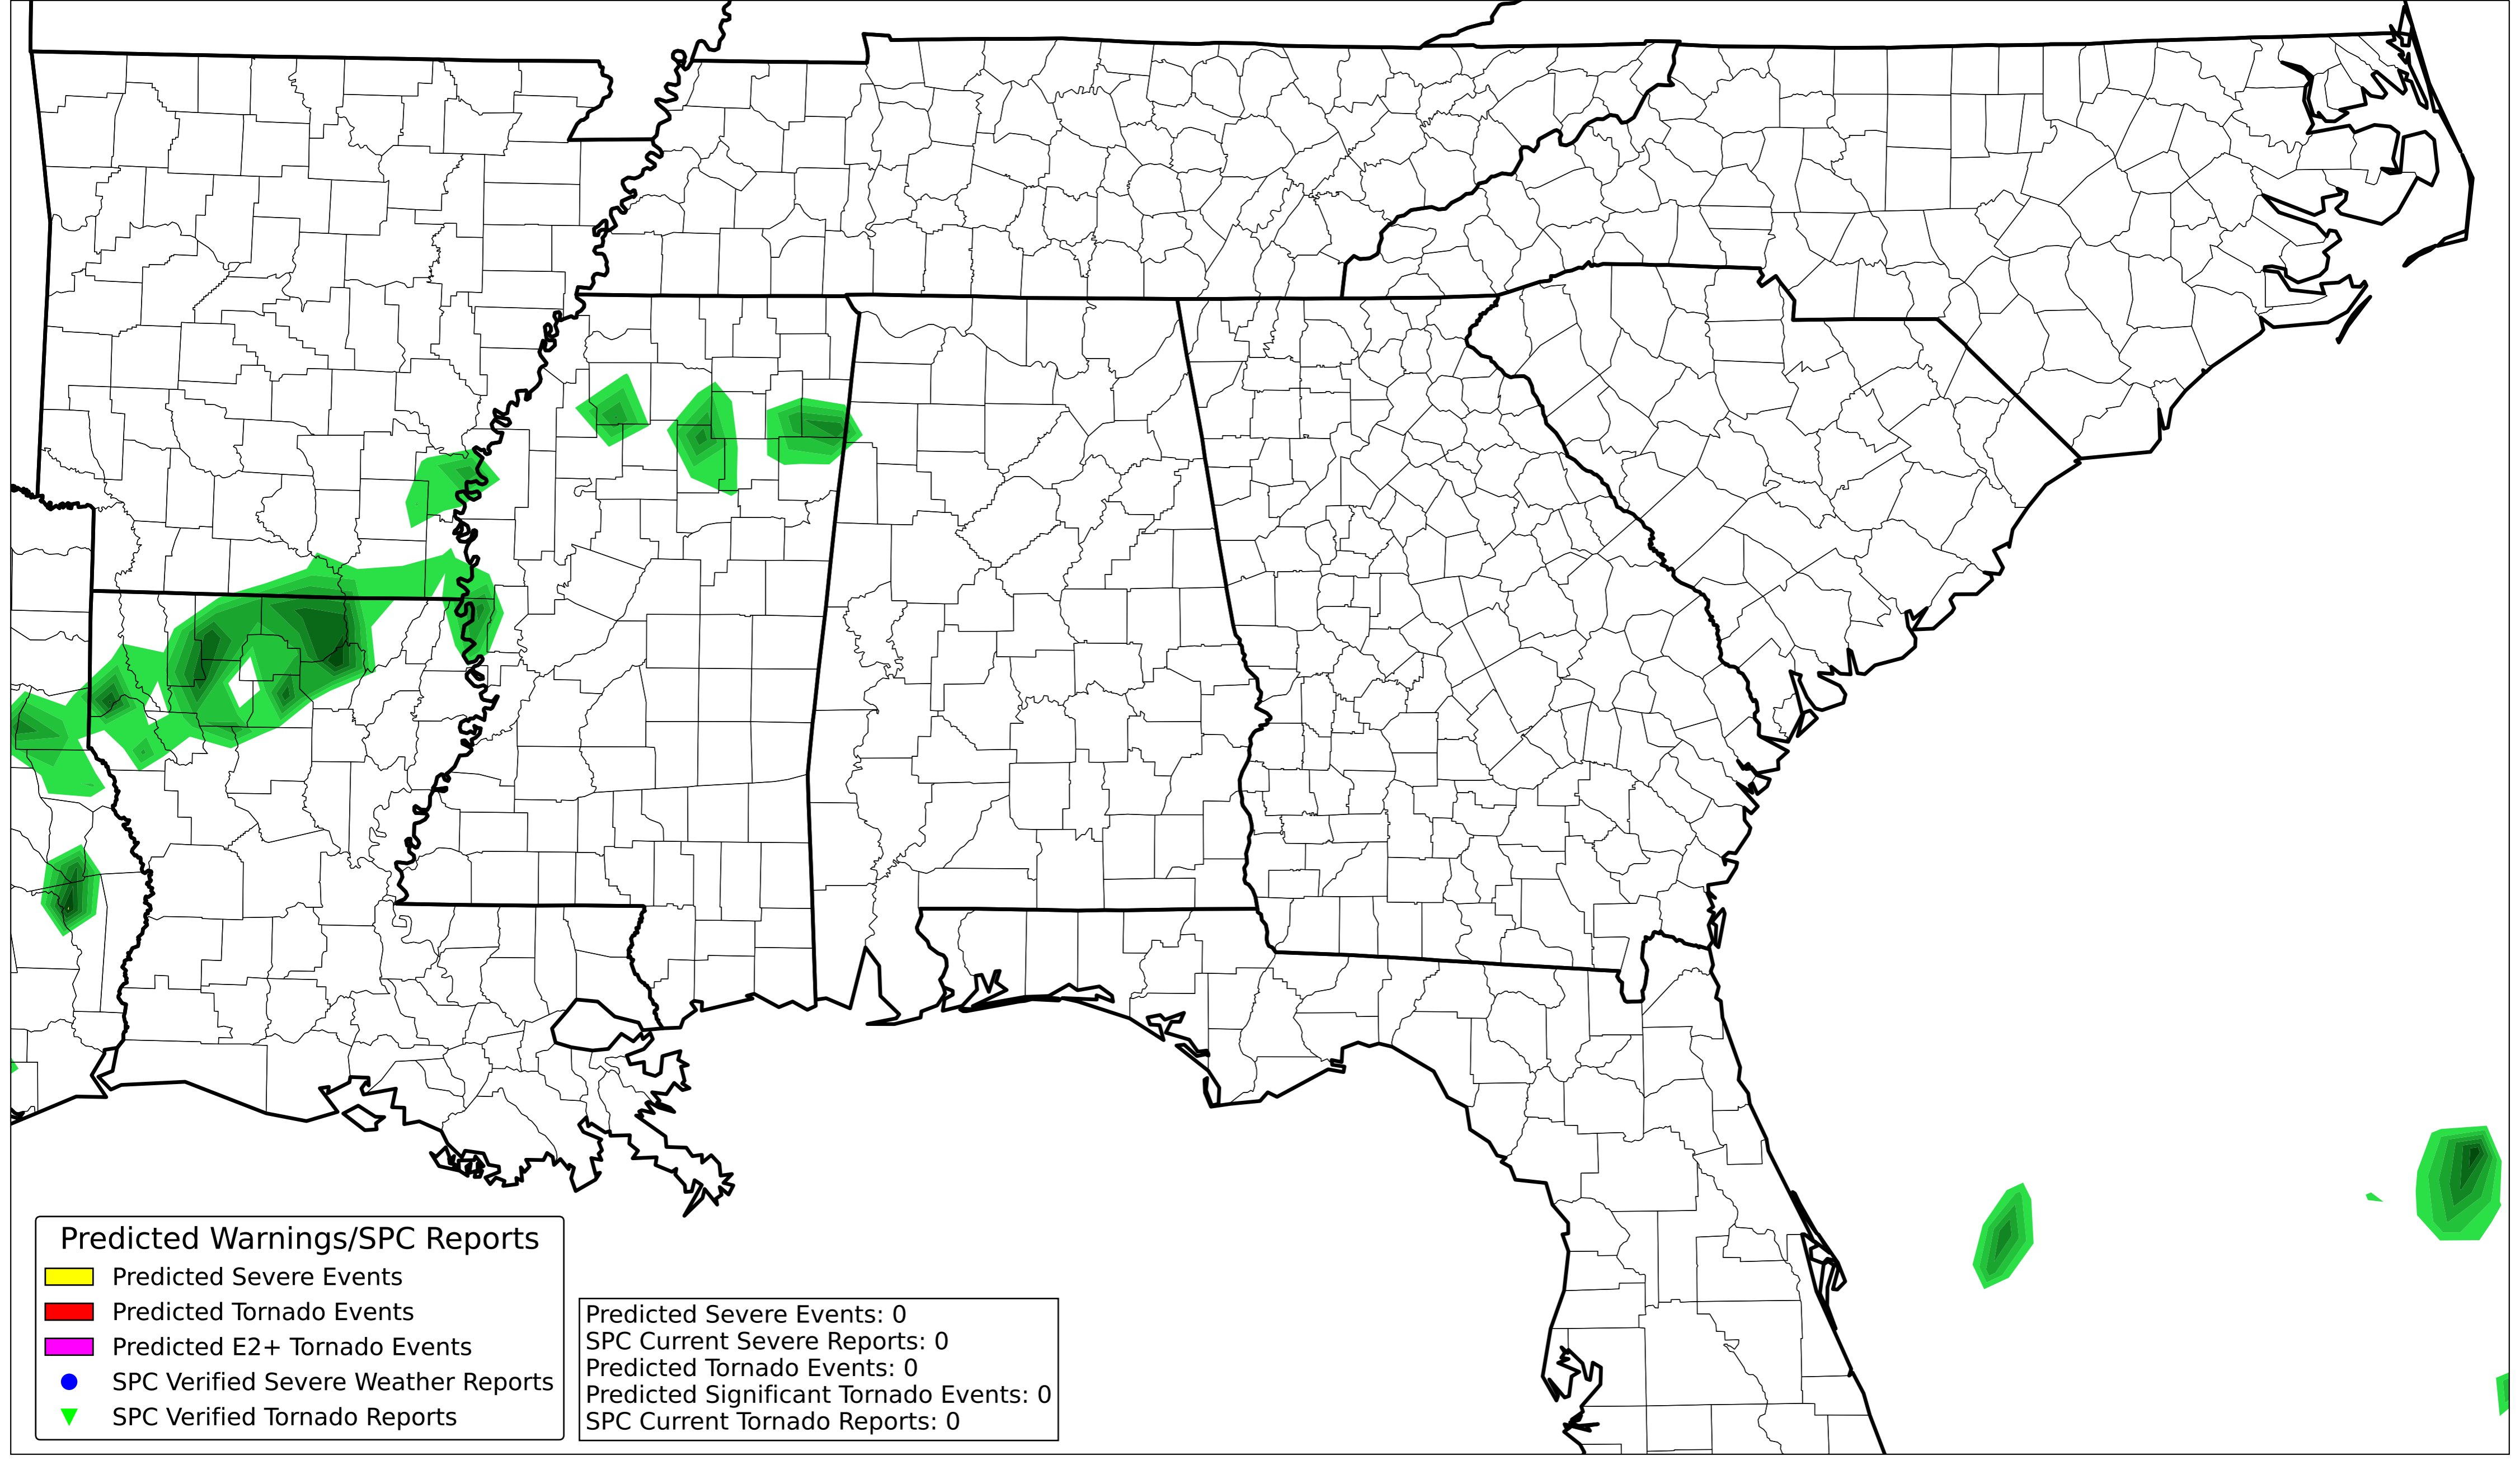 Predicted Warnings/SPC Reports
Predicted Severe Events
Predicted Tornado Events
Predicted E2+ Tornado Events
SPC Verified Severe Weather Reports
SPC Verified Tornado Reports
Predicted Severe Events: 0
SPC Current Severe Reports: 0
Predicted Tornado Events: 0
Predicted Significant Tornado Events: 0
SPC Current Tornado Reports: 0